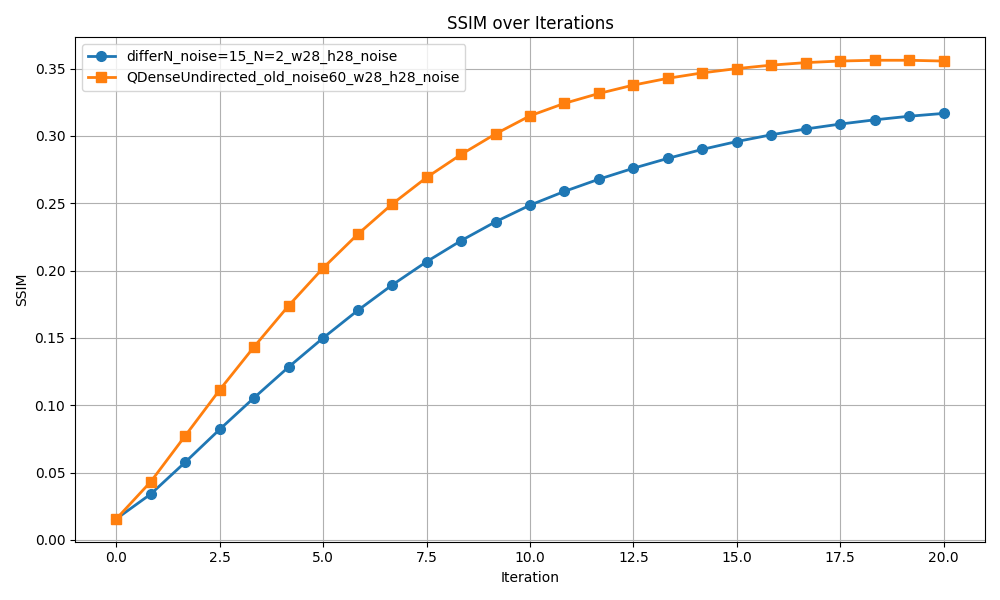 SSIM over Iterations
differN_noise=15_N=2_w28_h28_noise
QDenseUndirected_old_noise60_w28_h28_noise
SSIM
0.35
0.30
0.25
0.20
0.15
0.10
0.05
0.00
0.0 2.5 5.0 7.5 10.0 12.5 15.0 17.5 20.0
Iteration